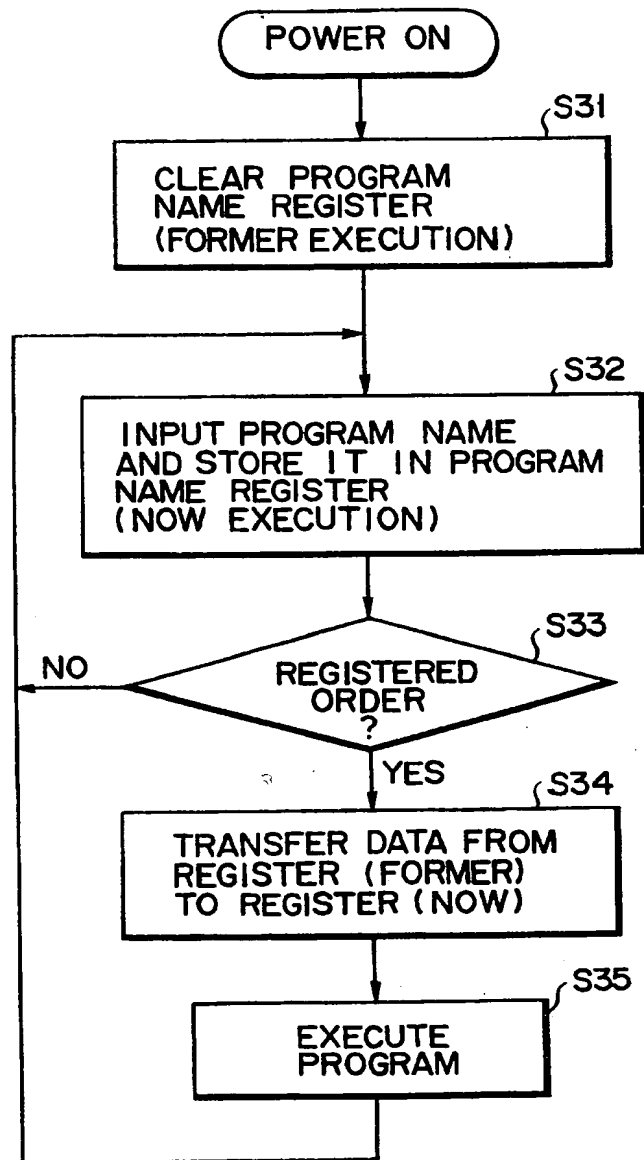 POWER ON
S31
CLEAR PROGRAM
NAME REGISTER
(FORMER EXECUTION)
S32
INPUT PROGRAM NAME
AND STORE IT IN PROGRAM
NAME REGISTER
(NOW EXECUTION)
S33
NO
REGISTERED
ORDER
?
YES
S34
TRANSFER DATA FROM
REGISTER (FORMER)
TO REGISTER (NOW)
S35
EXECUTE
PROGRAM